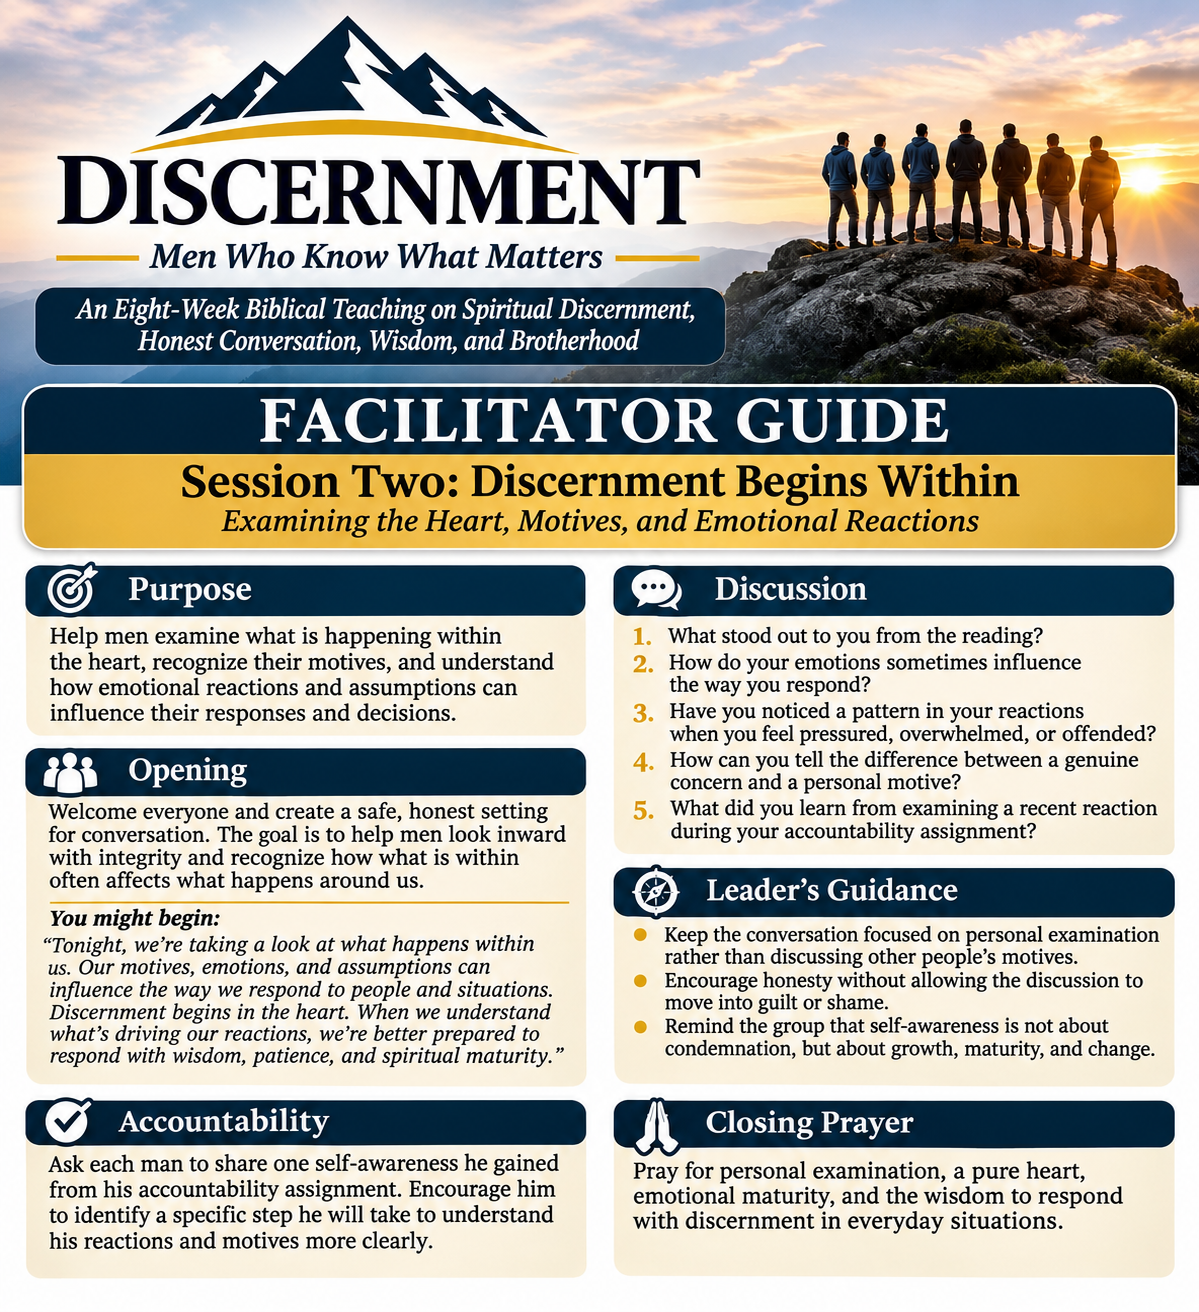 DISCERNMENT
Men Who Know What Matters
An Eight-Week Biblical Teaching on Spiritual Discernment,
Honest Conversation, Wisdom, and Brotherhood
FACILITATOR GUIDE
Session Two: Discernment Begins Within
Examining the Heart, Motives, and Emotional Reactions
Purpose
Help men examine what is happening within
the heart, recognize their motives, and understand
how emotional reactions and assumptions can
influence their responses and decisions.
Opening
Welcome everyone and create a safe, honest setting
for conversation. The goal is to help men look inward
with integrity and recognize how what is within
often affects what happens around us.
You might begin:
“Tonight, we’re taking a look at what happens within
us. Our motives, emotions, and assumptions can
influence the way we respond to people and situations.
Discernment begins in the heart. When we understand
what’s driving our reactions, we’re better prepared to
respond with wisdom, patience, and spiritual maturity.”
Accountability
Ask each man to share one self-awareness he gained
from his accountability assignment. Encourage him
to identify a specific step he will take to understand
his reactions and motives more clearly.
Discussion
1. What stood out to you from the reading?
2. How do your emotions sometimes influence
the way you respond?
3. Have you noticed a pattern in your reactions
when you feel pressured, overwhelmed, or offended?
4. How can you tell the difference between a genuine
concern and a personal motive?
5. What did you learn from examining a recent reaction
during your accountability assignment?
Leader’s Guidance
Keep the conversation focused on personal examination
rather than discussing other people’s motives.
Encourage honesty without allowing the discussion to
move into guilt or shame.
Remind the group that self-awareness is not about
condemnation, but about growth, maturity, and change.
Closing Prayer
Pray for personal examination, a pure heart,
emotional maturity, and the wisdom to respond
with discernment in everyday situations.